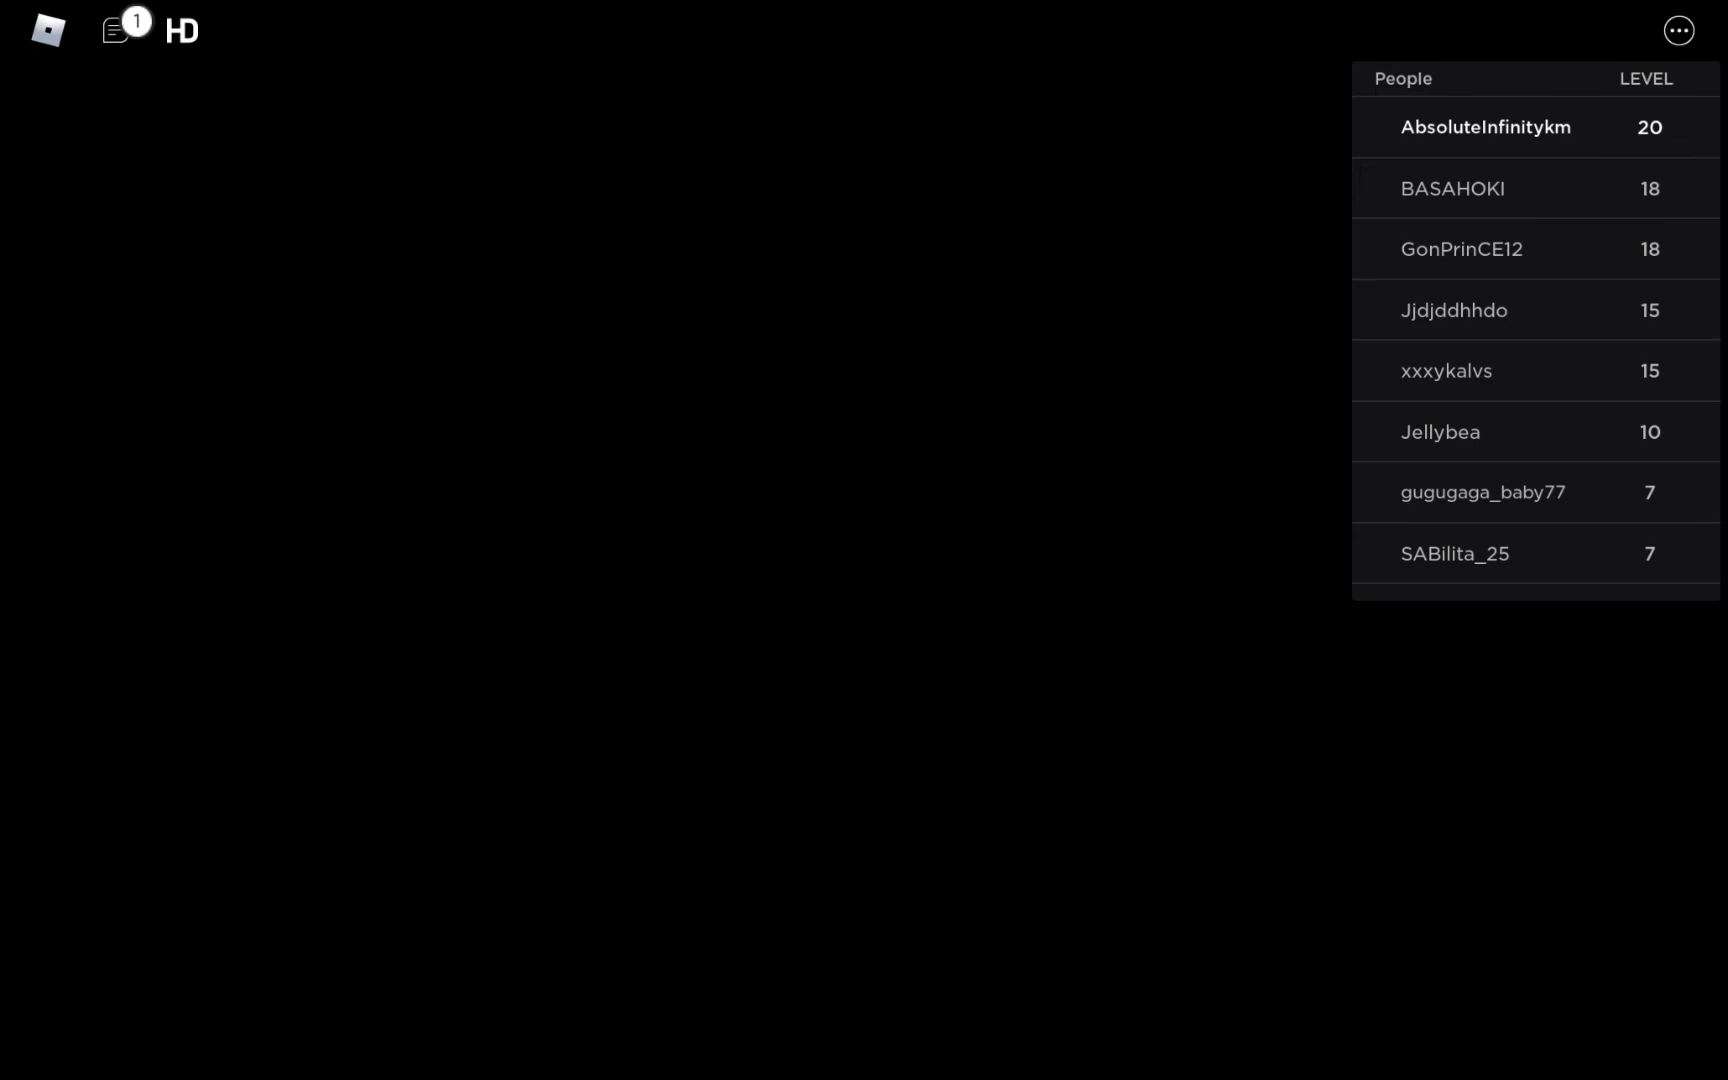 1
HD
People LEVEL
AbsoluteInfinitykm 20
BASAHOKI 18
GonPrinCE12 18
Jjdjddhhdo 15
xxxykalvs 15
Jellybea 10
gugugaga_baby77 7
SABilita_25 7